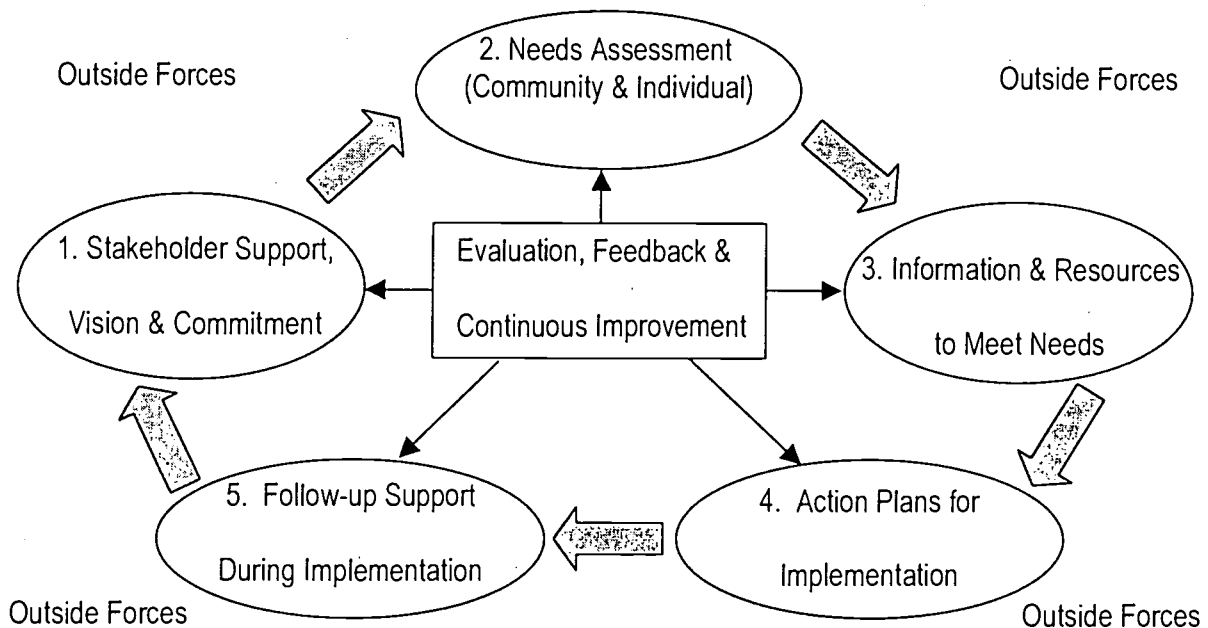 2. Needs Assessment
(Community & Individual)
Outside Forces
Outside Forces
1. Stakeholder Support,
Vision & Commitment
Evaluation, Feedback &
Continuous Improvement
3. Information & Resources
to Meet Needs
5. Follow-up Support
During Implementation
4. Action Plans for
Implementation
Outside Forces
Outside Forces